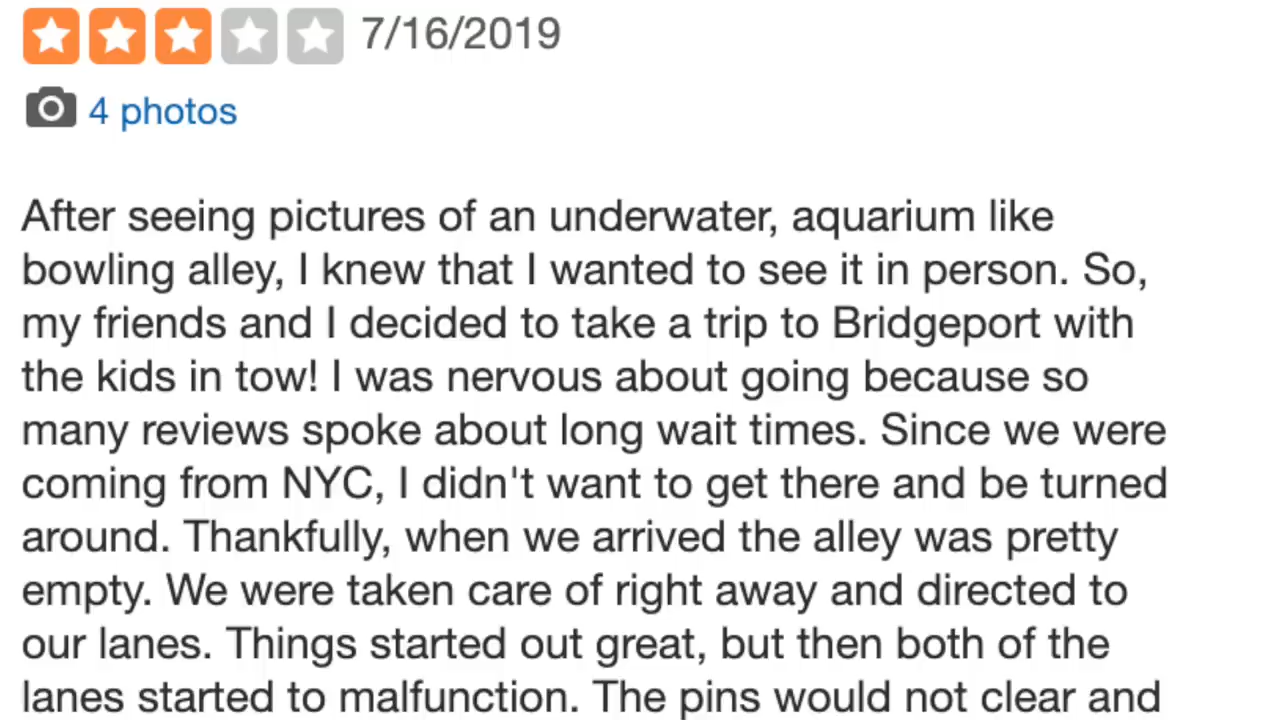 7/16/2019
4 photos
After seeing pictures of an underwater, aquarium like
bowling alley, I knew that I wanted to see it in person. So,
my friends and I decided to take a trip to Bridgeport with
the kids in tow! I was nervous about going because so
many reviews spoke about long wait times. Since we were
coming from NYC, I didn't want to get there and be turned
around. Thankfully, when we arrived the alley was pretty
empty. We were taken care of right away and directed to
our lanes. Things started out great, but then both of the
lanes started to malfunction. The pins would not clear and